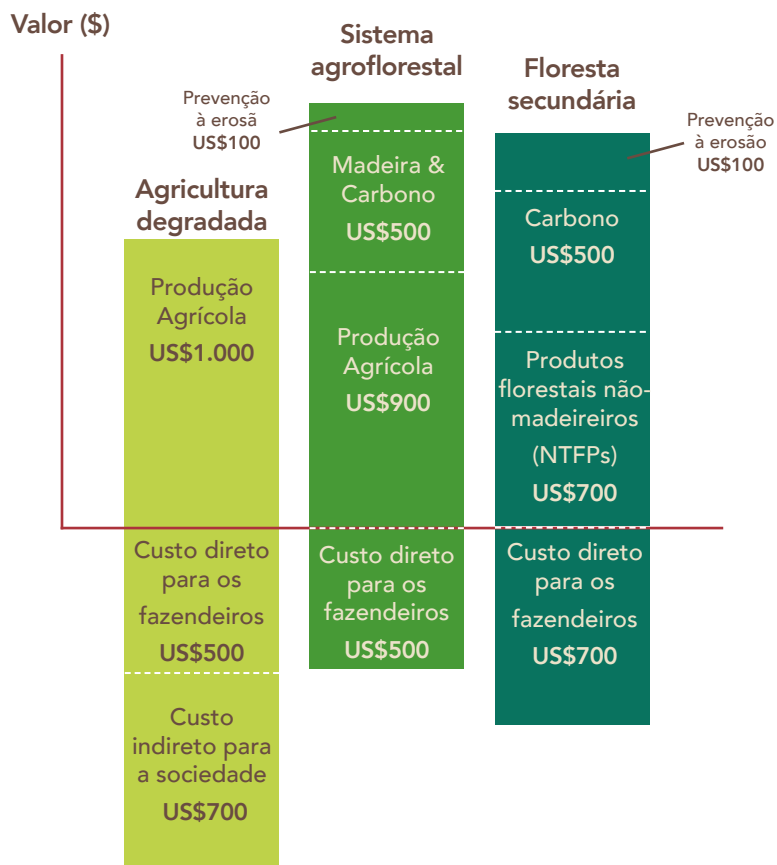 Valor ($)
Agricultura
degradada
Produção
Agrícola
US$1.000
Custo direto
para os
fazendeiros
US$500
Custo
indireto para
a sociedade
US$700
Sistema
agroflorestal
Prevenção
à erosã
US$100
Madeira &
Carbono
US$500
Produção
Agrícola
US$900
Custo direto
para os
fazendeiros
US$500
Floresta
secundária
Prevenção
à erosão
US$100
Carbono
US$500
Produtos
florestais não-
madeireiros
(NTFPs)
US$700
Custo direto
para os
fazendeiros
US$700